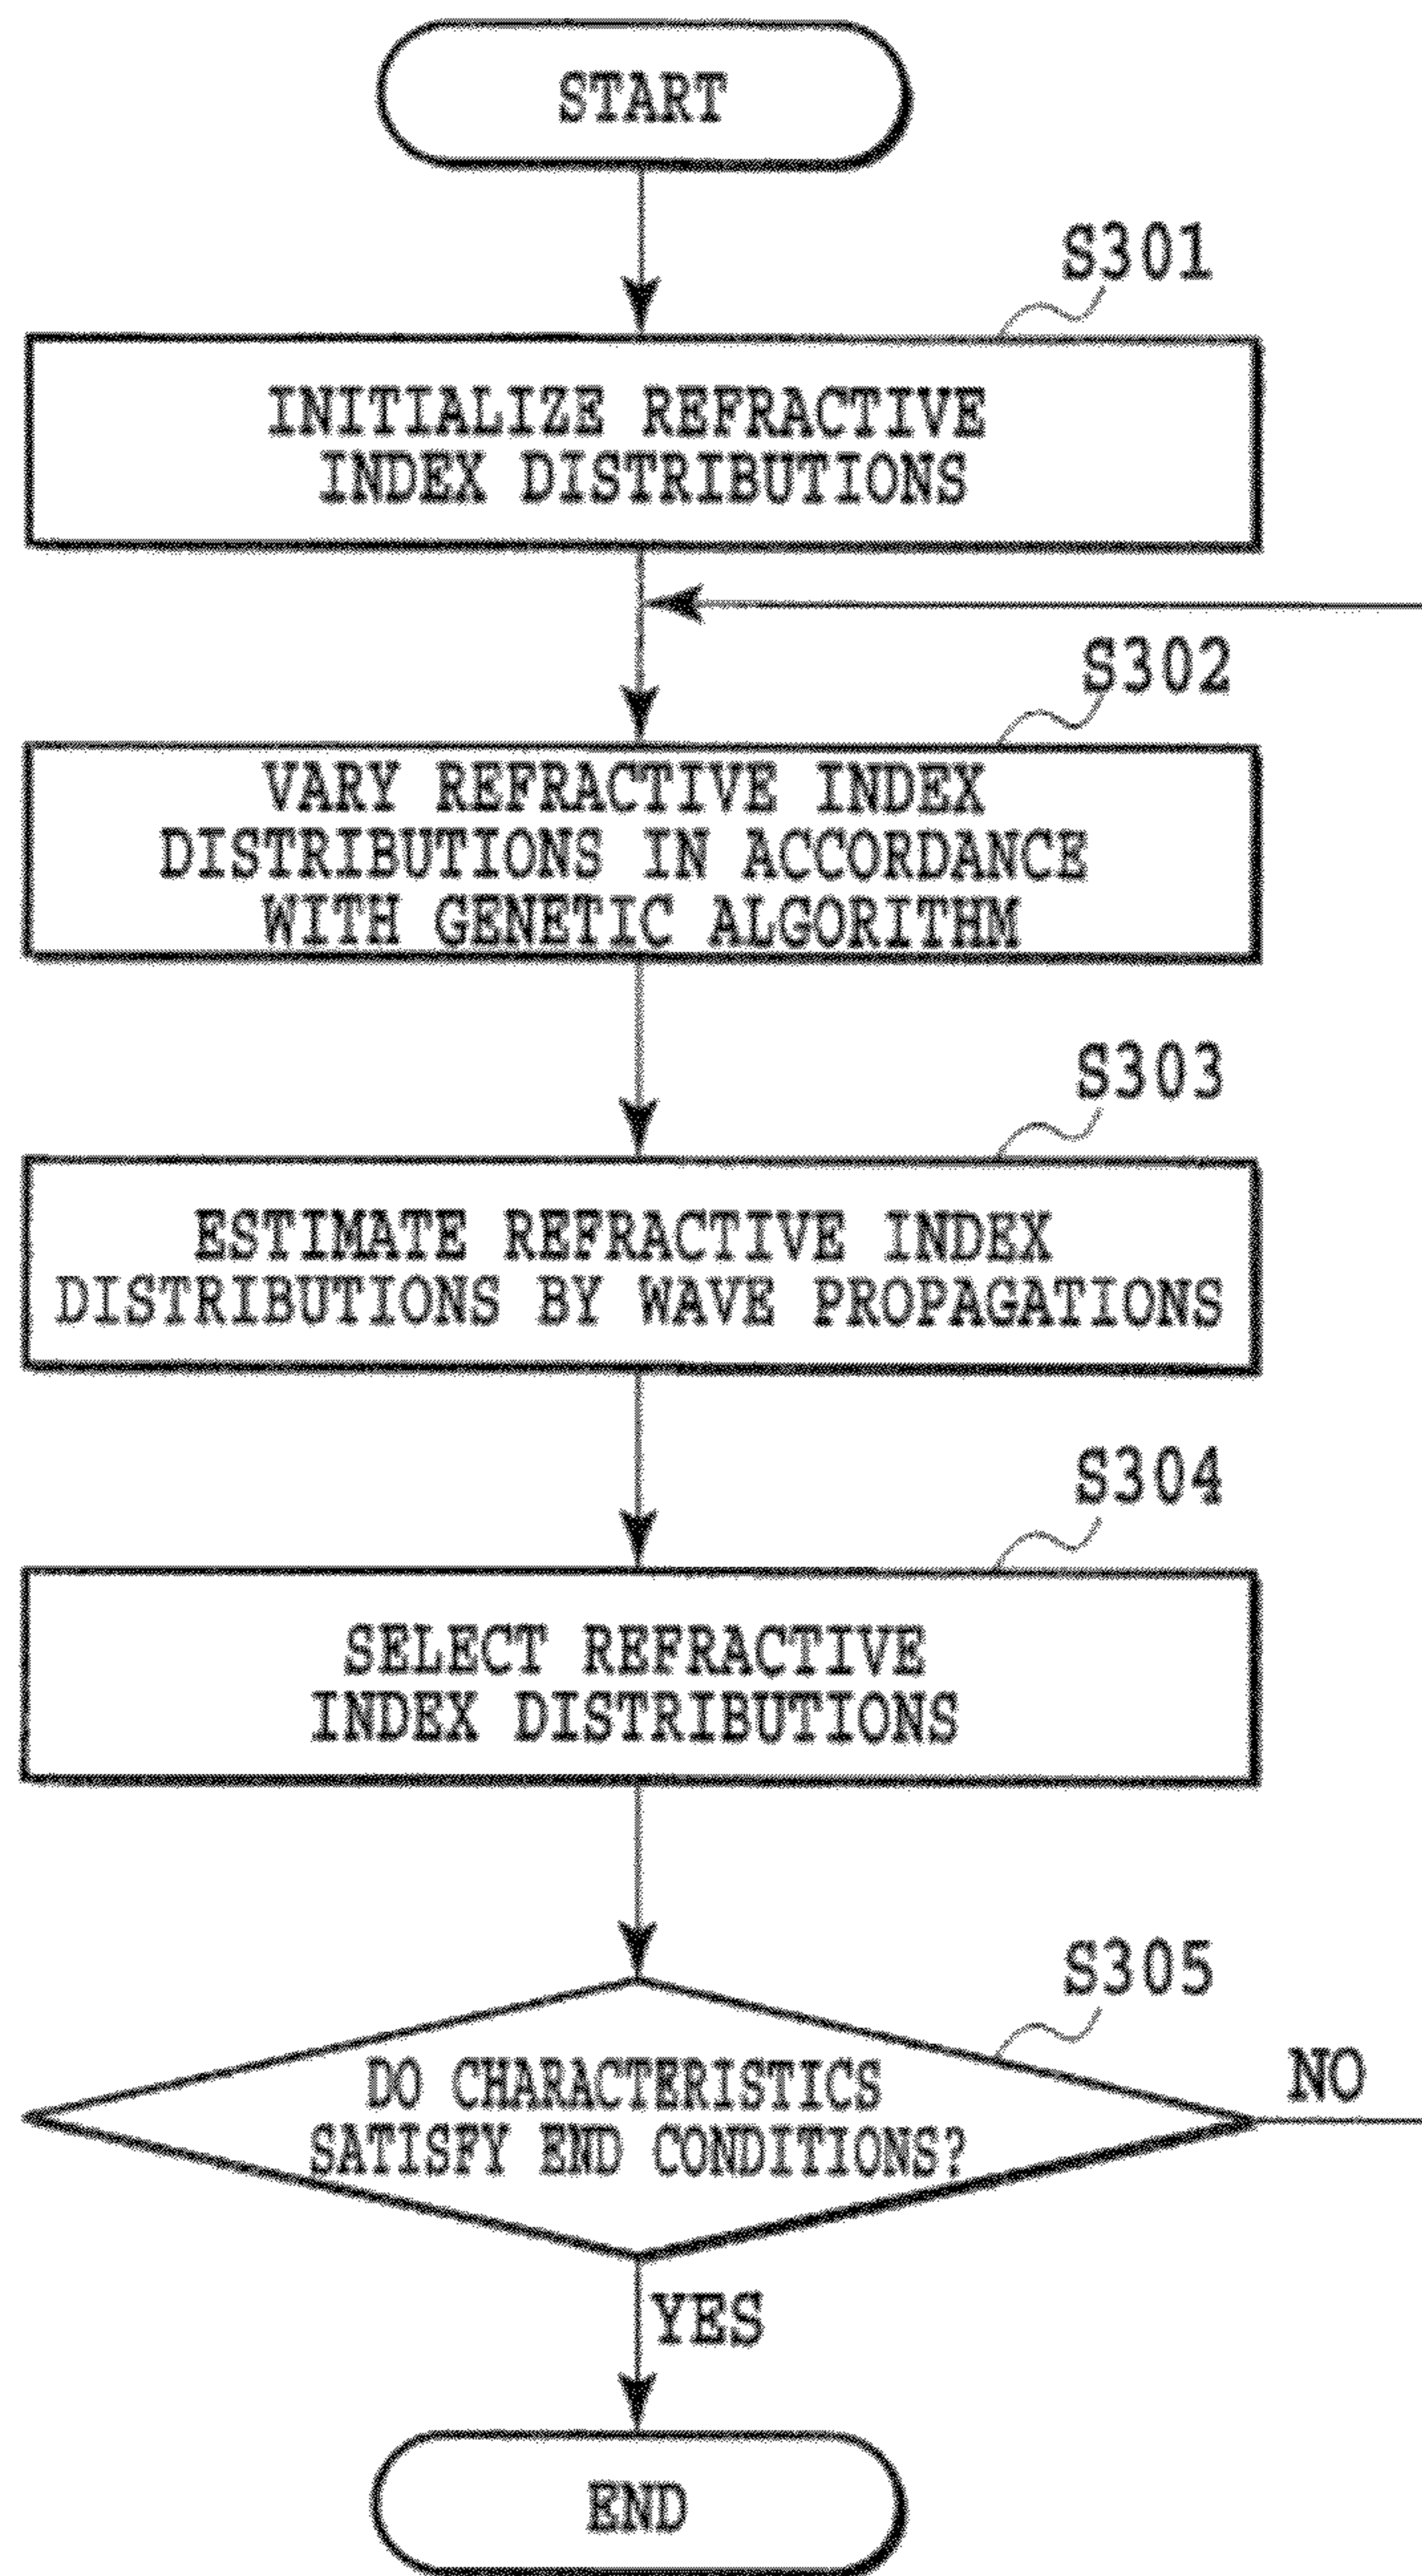 START
S301
INITIALIZE REFRACTIVE
INDEX DISTRIBUTIONS
S302
VARY REFRACTIVE INDEX
DISTRIBUTIONS IN ACCORDANCE
WITH GENETIC ALGORITHM
S303
ESTIMATE REFRACTIVE INDEX
DISTRIBUTIONS BY WAVE PROPAGATIONS
S304
SELECT REFRACTIVE
INDEX DISTRIBUTIONS
S305
DO CHARACTERISTICS
SATISFY END CONDITIONS?
NO
YES
END